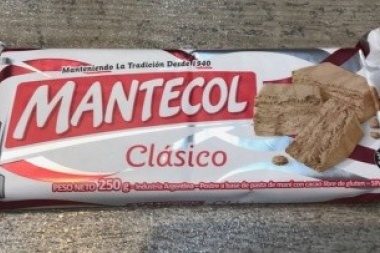 Manteniendo La Tradición Desde 1940
MANTECOL
Clásico
PESO NETO 250 g - Industria Argentina - Postre a base de pasta de maní con cacao libre de gluten -